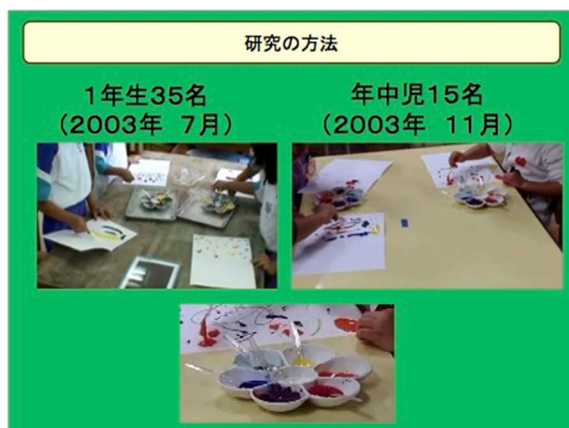 研究の方法
１年生３５名
（２００３年　７月）
年中児１５名
（２００３年　１１月）